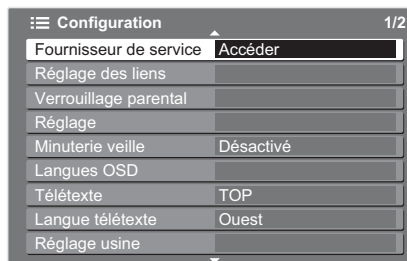 Configuration 1/2
Fournisseur de service Accéder
Réglage des liens
Verrouillage parental
Réglage
Minuterie veille Désactivé
Langues OSD
Télétexte TOP
Langue télétexte Ouest
Réglage usine